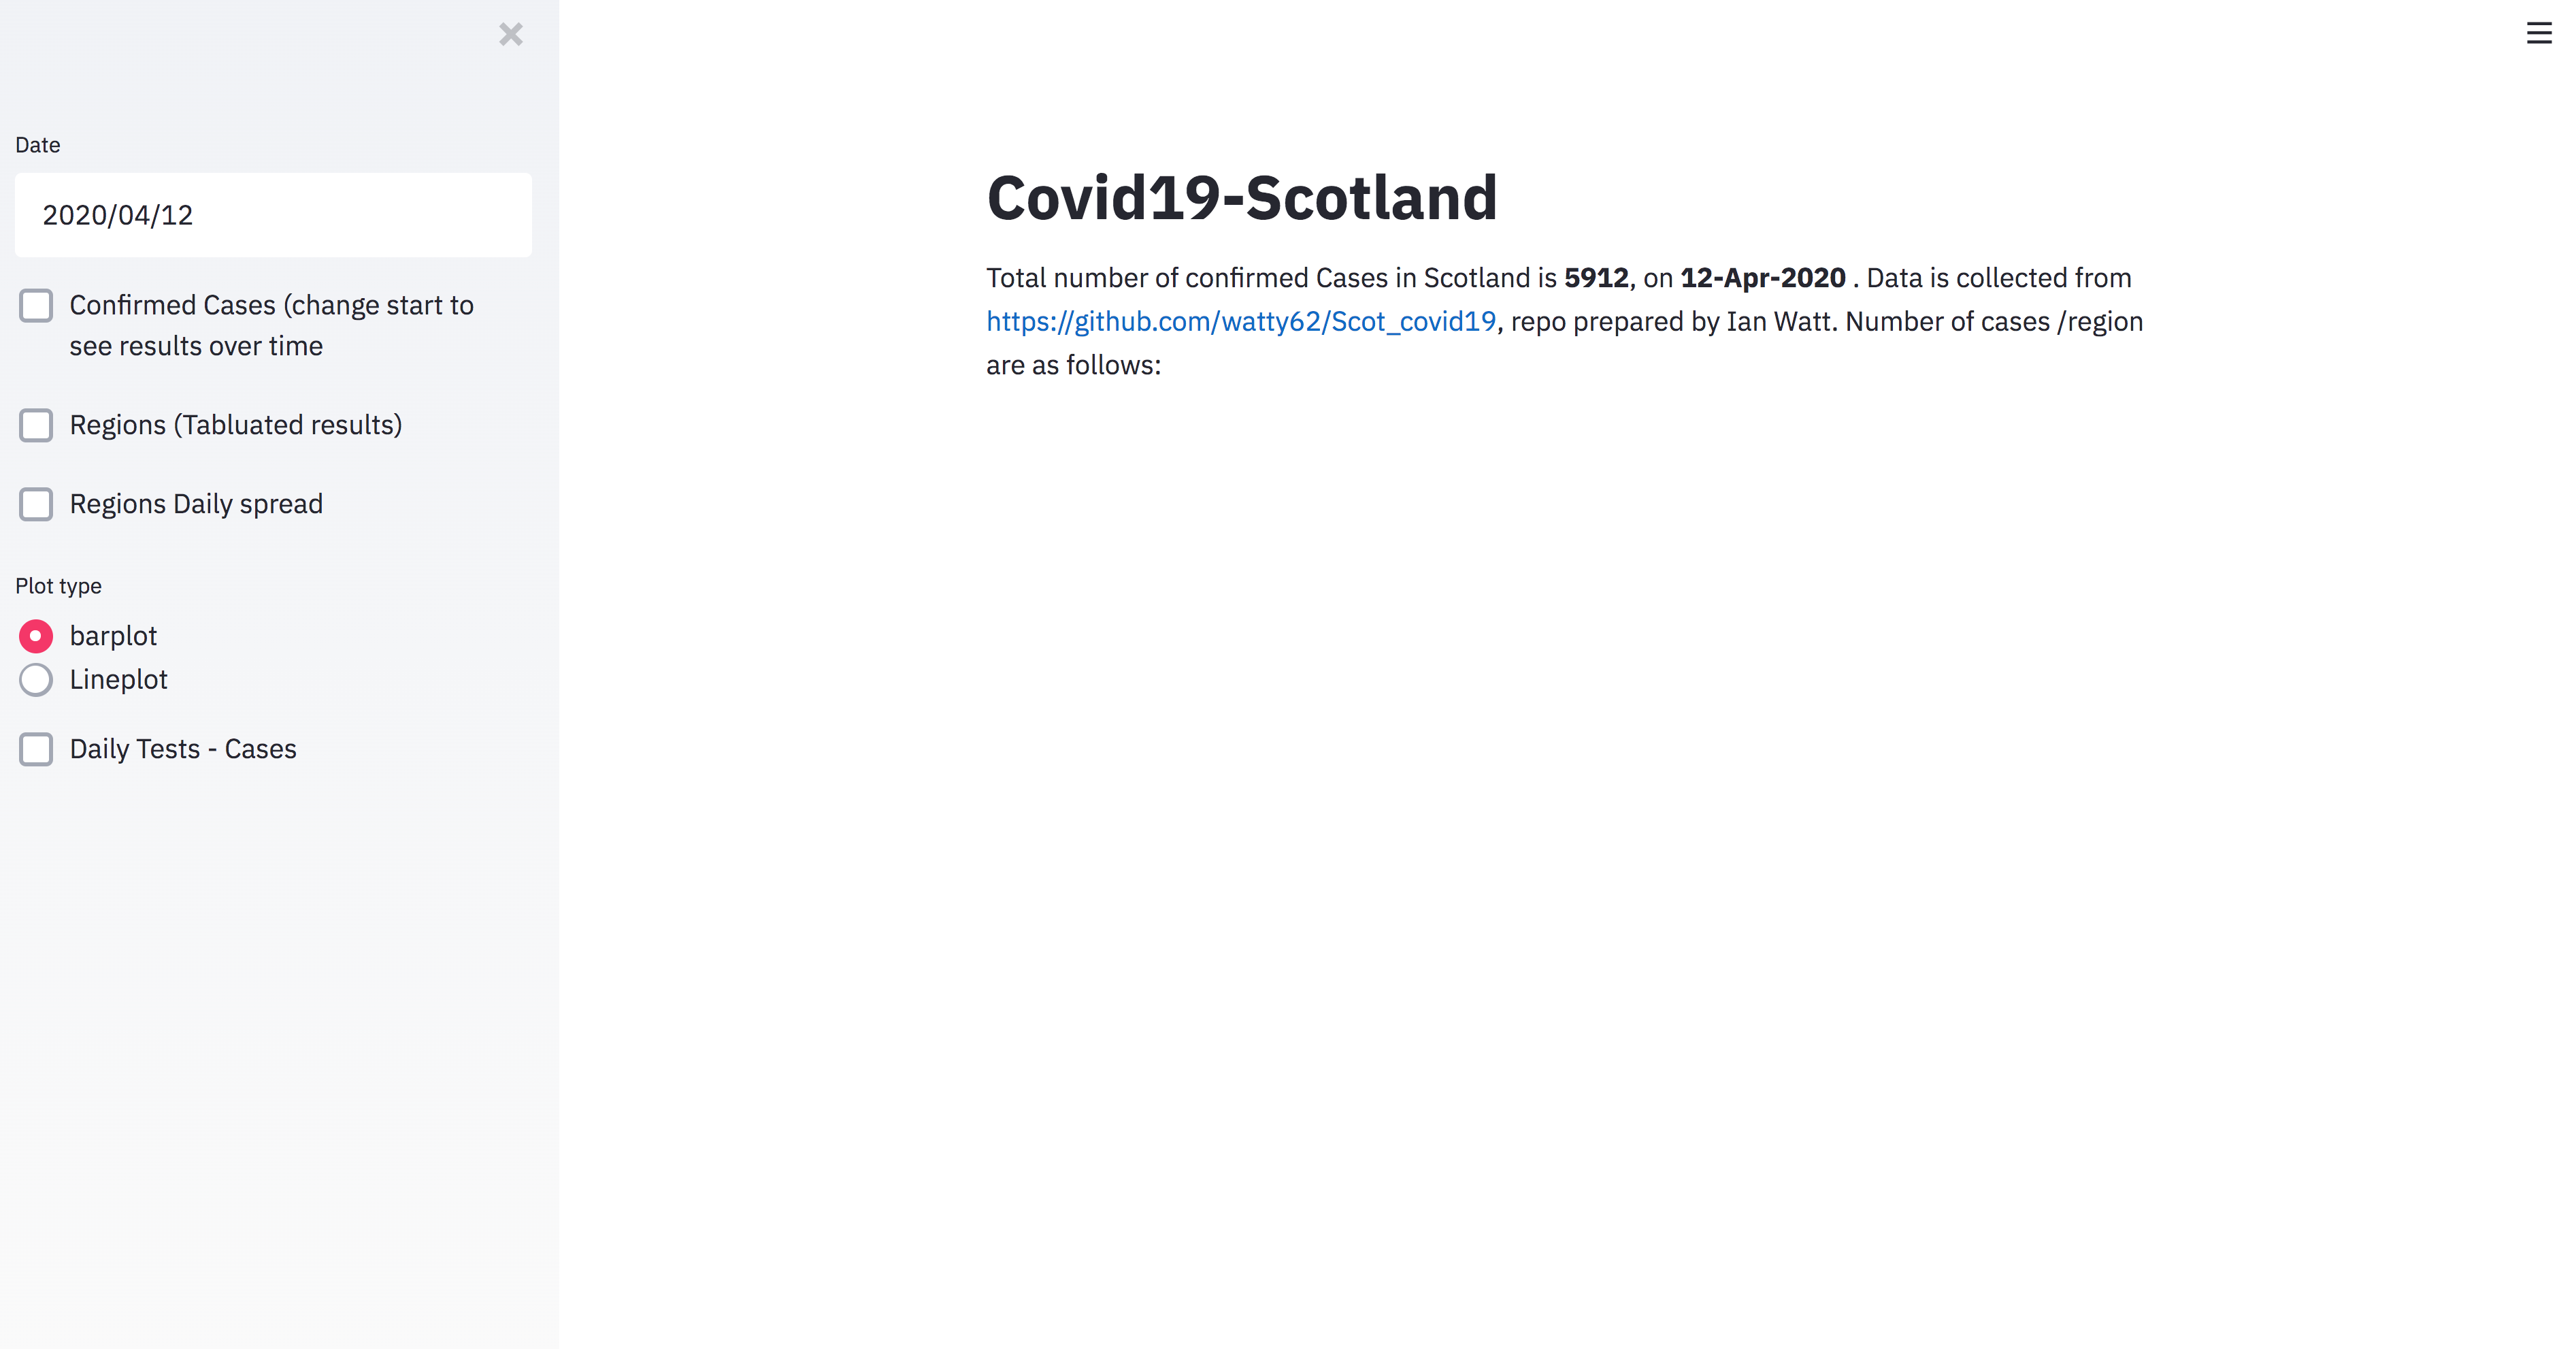 Date
2020/04/12
Confirmed Cases (change start to
see results over time
Regions (Tabluated results)
Regions Daily spread
Plot type
barplot
Lineplot
Daily Tests - Cases
Covid19-Scotland
Total number of confirmed Cases in Scotland is 5912, on 12-Apr-2020 . Data is collected from
https://github.com/watty62/Scot_covid19, repo prepared by Ian Watt. Number of cases /region
are as follows: